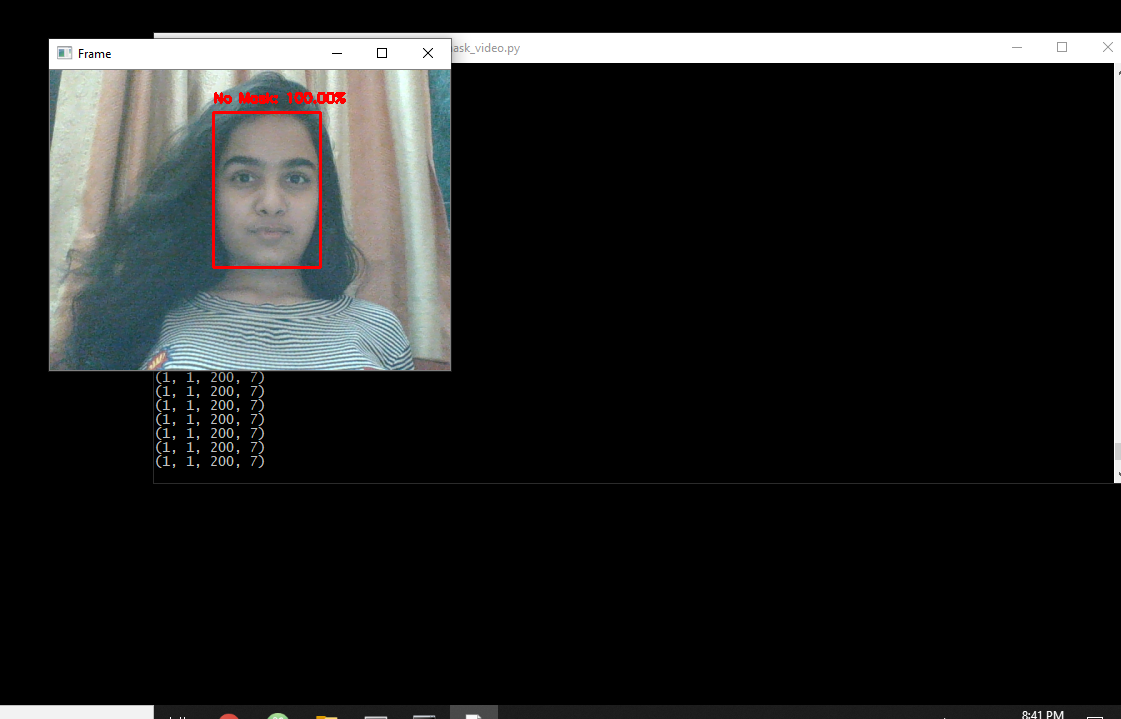 Frame
ask_video.py
No Mask: 100.00%
(1, 1, 200, 7)
(1, 1, 200, 7)
(1, 1, 200, 7)
(1, 1, 200, 7)
(1, 1, 200, 7)
(1, 1, 200, 7)
(1, 1, 200, 7)
8:41 PM